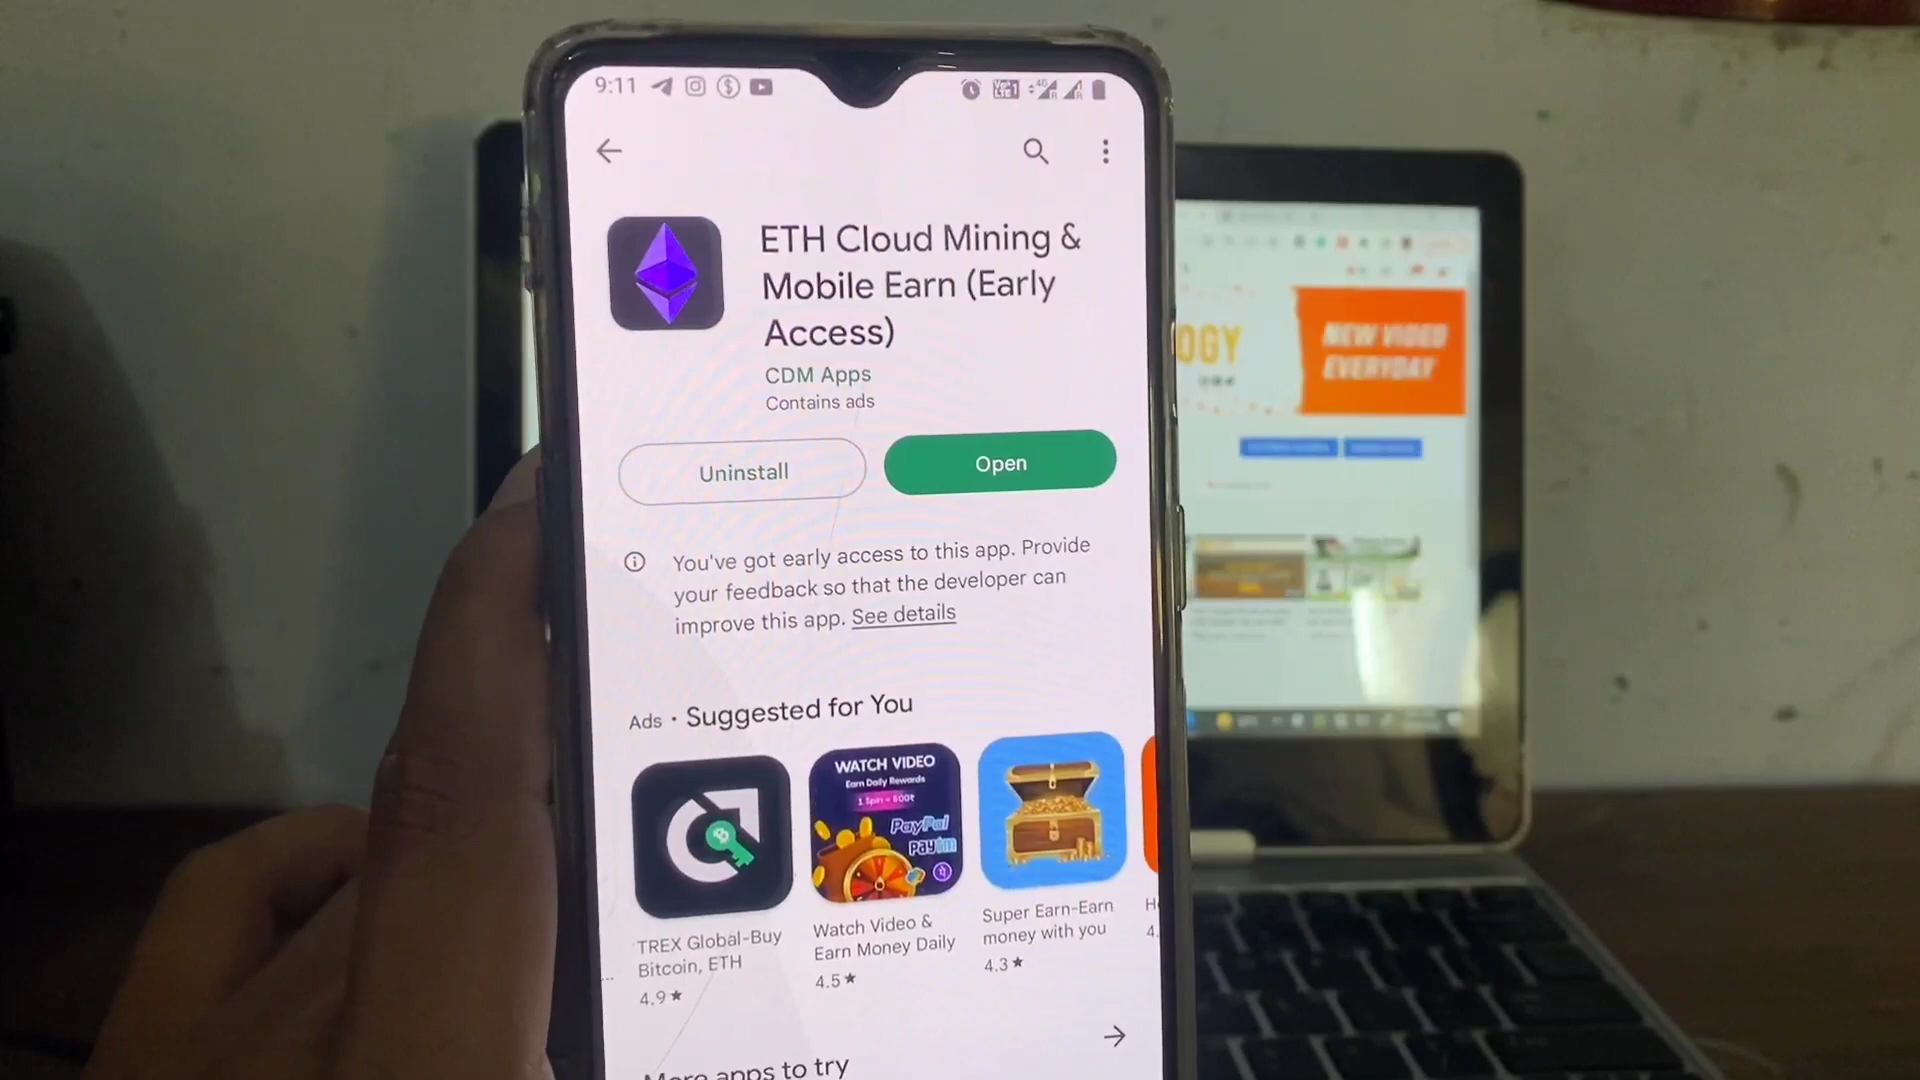 9:11
ETH Cloud Mining &
Mobile Earn (Early
Access)
CDM Apps
Contains ads
Uninstall
Open
You've got early access to this app. Provide
your feedback so that the developer can
improve this app. See details
Ads • Suggested for You
WATCH VIDEO
Earn Daily Rewards
1 Spin = 500₹
PayPal
Paytm
TREX Global-Buy
Bitcoin, ETH
4.9★
Watch Video &
Earn Money Daily
4.5★
Super Earn-Earn
money with you
4.3★
4.
More apps to try
OGY
NEW VIDEO
EVERYDAY